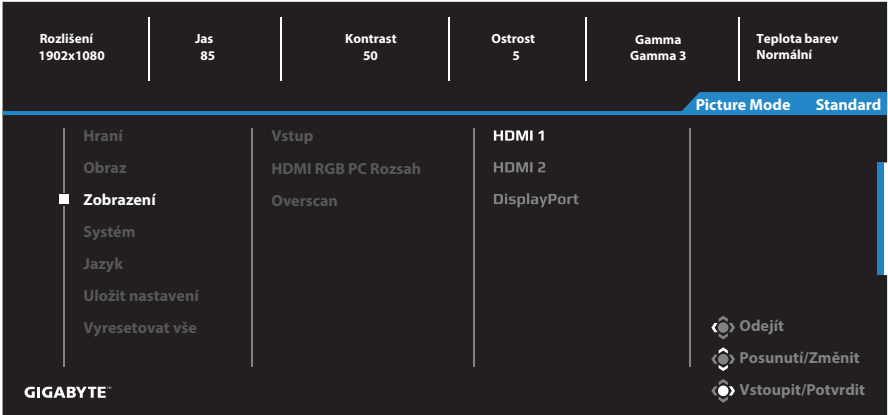 Rozlišení
1902x1080
Jas
85
Kontrast
50
Ostrost
5
Gamma
Gamma 3
Teplota barev
Normální
Picture Mode Standard
Hraní
Obraz
Zobrazení
Systém
Jazyk
Uložit nastavení
Vyresetovat vše
Vstup
HDMI RGB PC Rozsah
Overscan
HDMI 1
HDMI 2
DisplayPort
Odejít
Posunutí/Změnit
Vstoupit/Potvrdit
GIGABYTE™